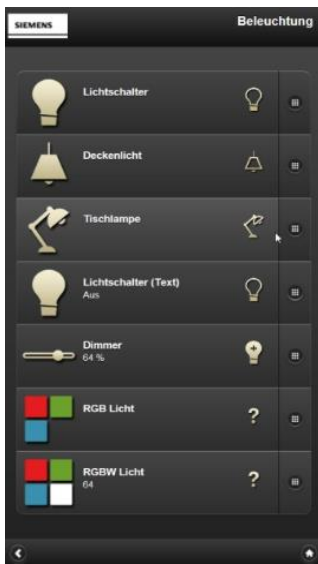 SIEMENS
Beleuchtung
Lichtschalter
Deckenlicht
Tischlampe
Lichtschalter (Text)
Aus
Dimmer
64 %
RGB Licht
?
RGBW Licht
64
?